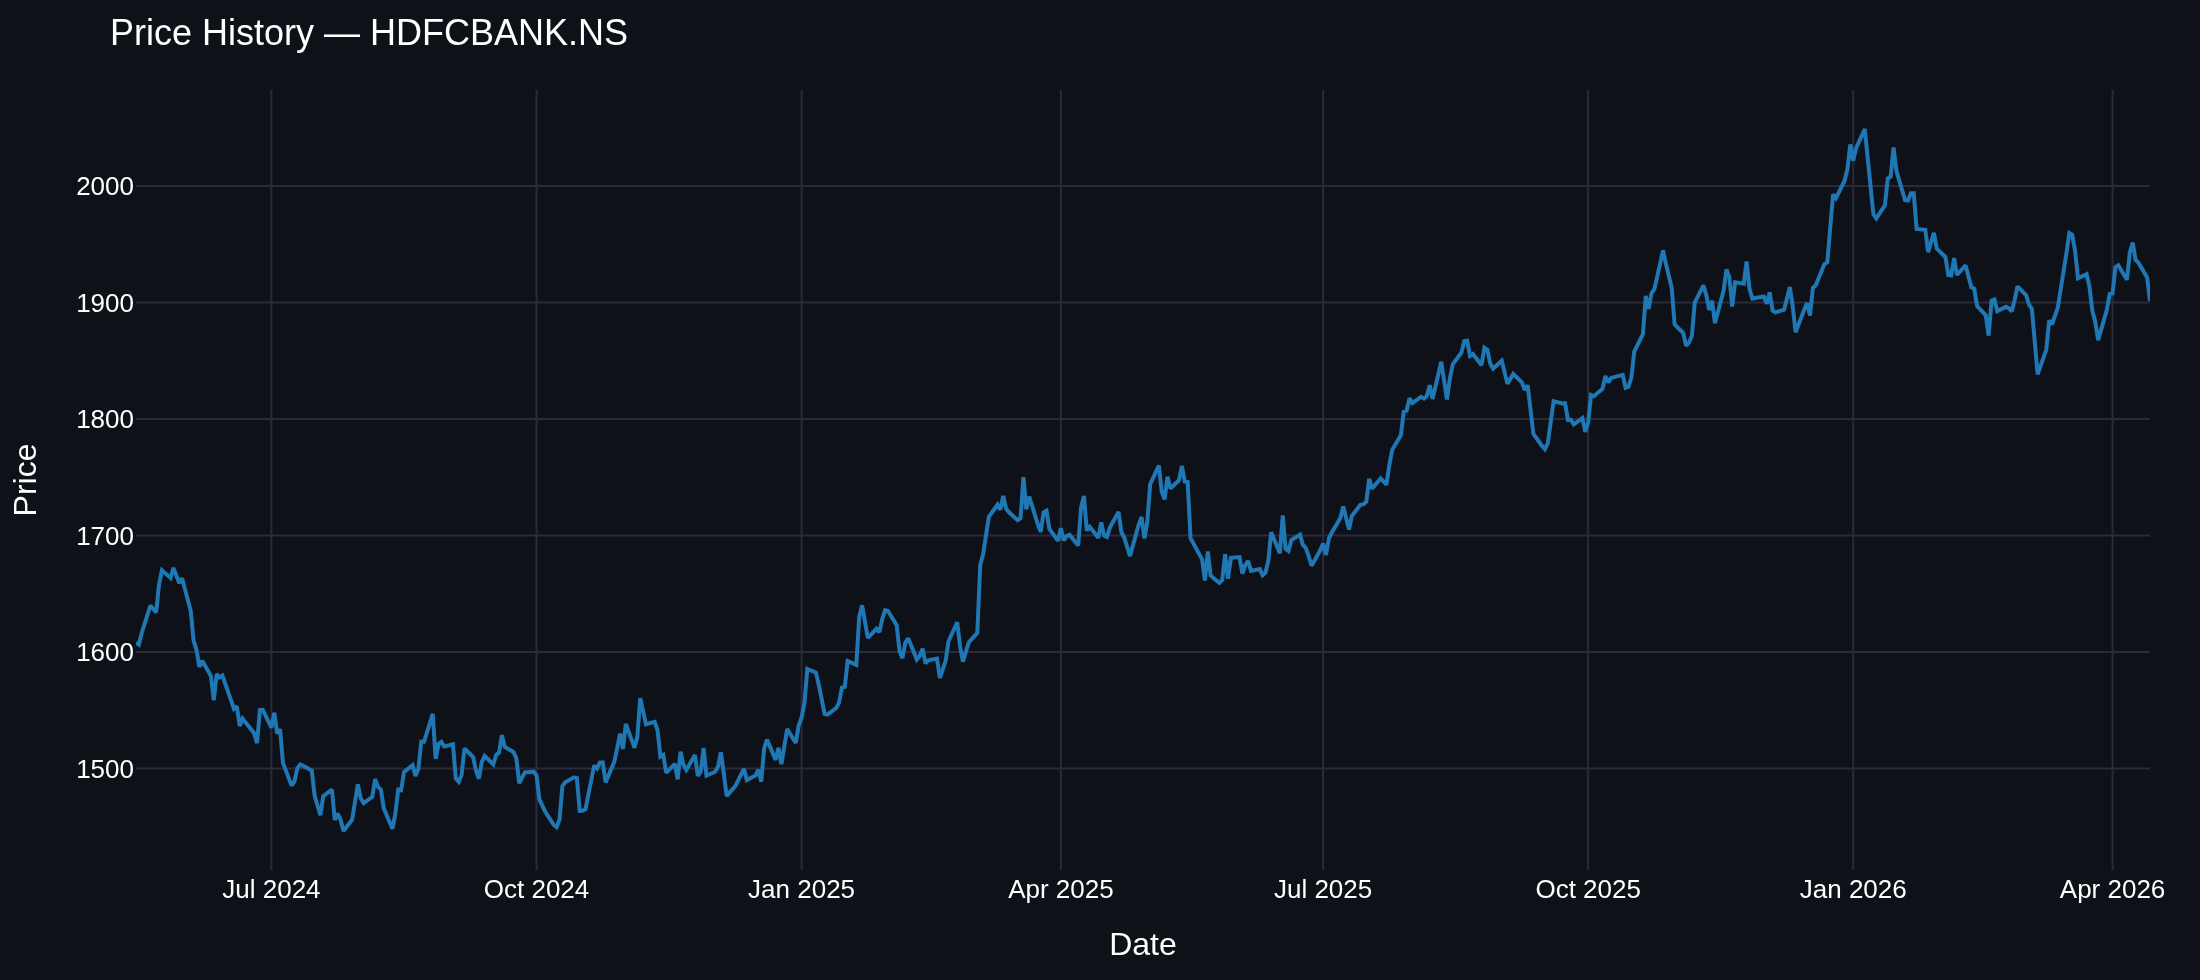 Price History — HDFCBANK.NS
Price
2000
1900
1800
1700
1600
1500
Jul 2024
Oct 2024
Jan 2025
Apr 2025
Jul 2025
Oct 2025
Jan 2026
Apr 2026
Date